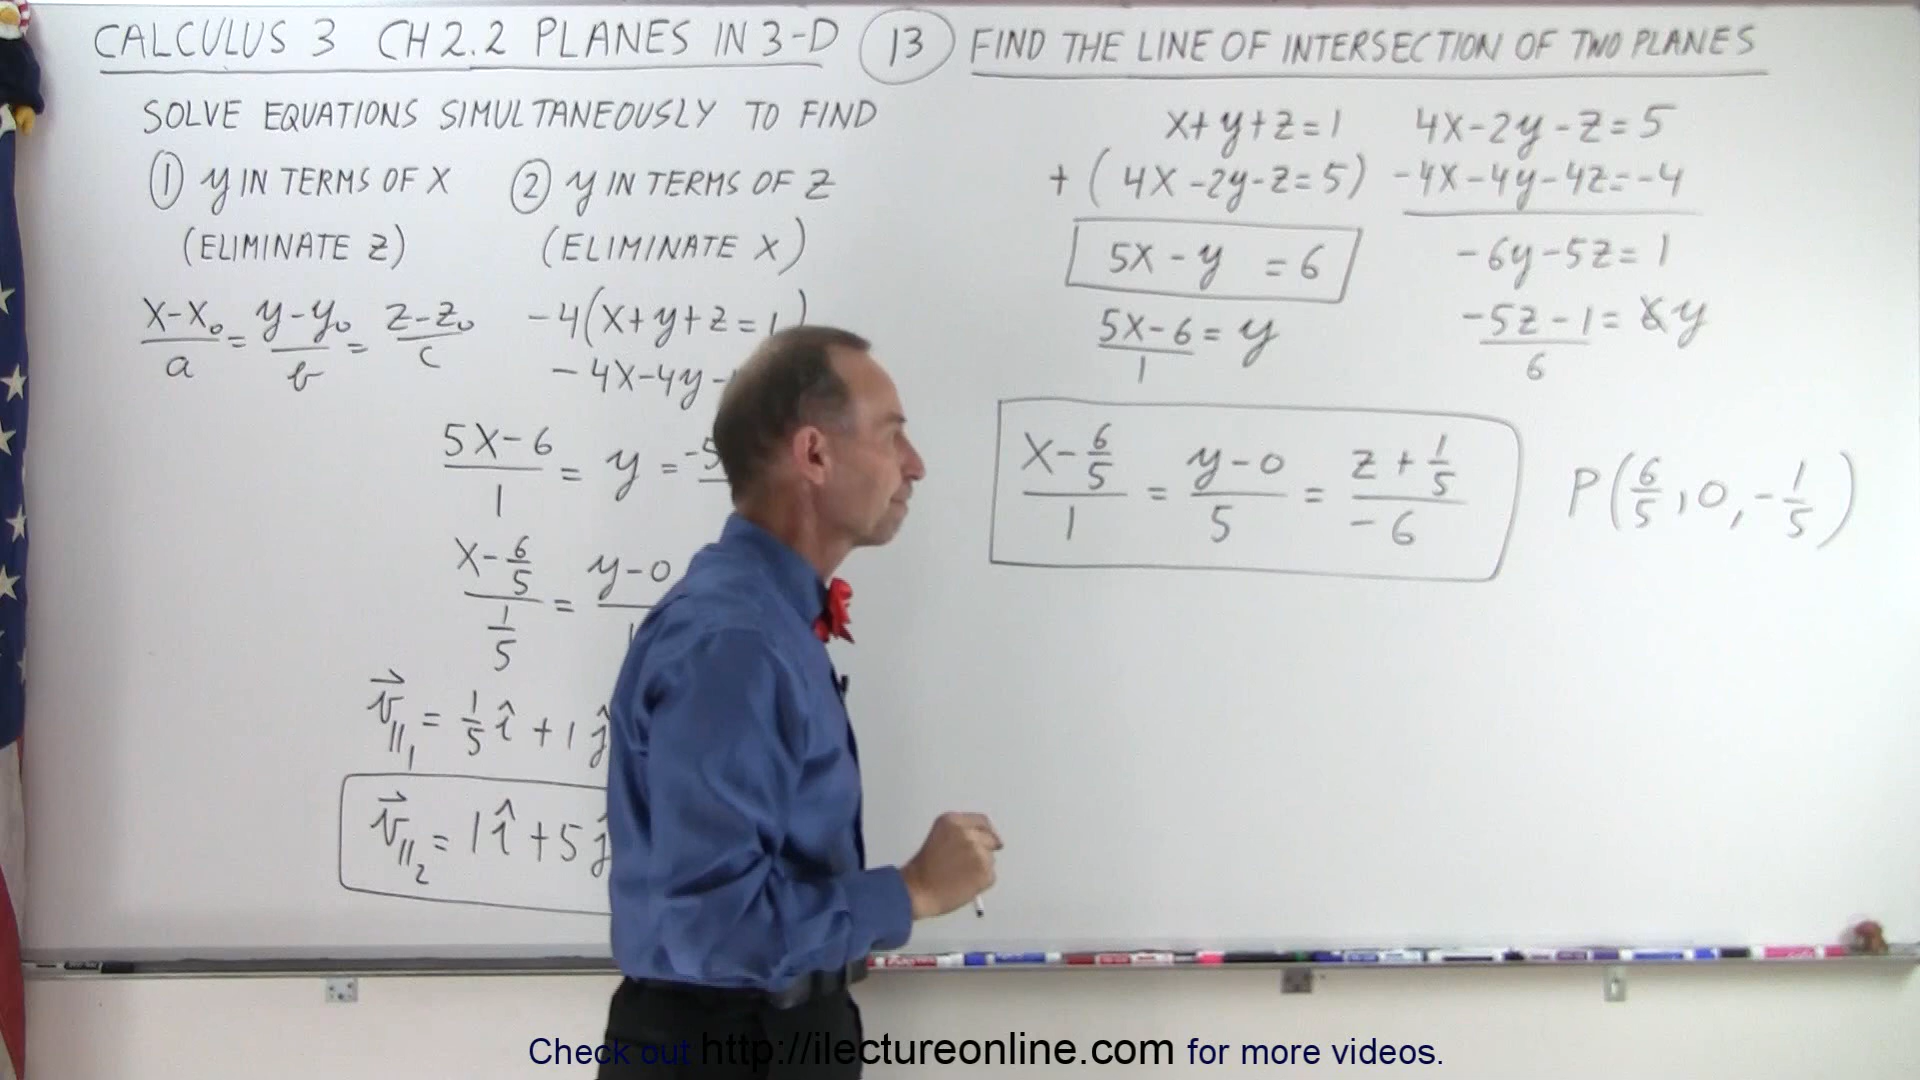 CALCULUS 3 CH 2.2 PLANES IN 3-D 13 FIND THE LINE OF INTERSECTION OF TWO PLANES
SOLVE EQUATIONS SIMULTANEOUSLY TO FIND
① y IN TERMS OF X ② y IN TERMS OF Z
(ELIMINATE Z) (ELIMINATE X)
(X-X₀)/a = (y-y₀)/b = (Z-Z₀)/c
-4(X+y+Z=1)
-4X-4y-
(5X-6)/1 = y = -5
(X-6/5)/(1/5) = (y-0)/1
v⃗∥₁ = 1/5 î + 1 ĵ
v⃗∥₂ = 1 î + 5 ĵ
X+y+Z=1
+(4X-2y-Z=5)
5X-y =6
(5X-6)/1 = y
4X-2y-Z=5
-4X-4y-4Z=-4
-6y-5Z=1
(-5Z-1)/6 = y
(X-6/5)/1 = (y-0)/5 = (Z+1/5)/-6
P(6/5, 0, -1/5)
Check out http://ilectureonline.com for more videos.